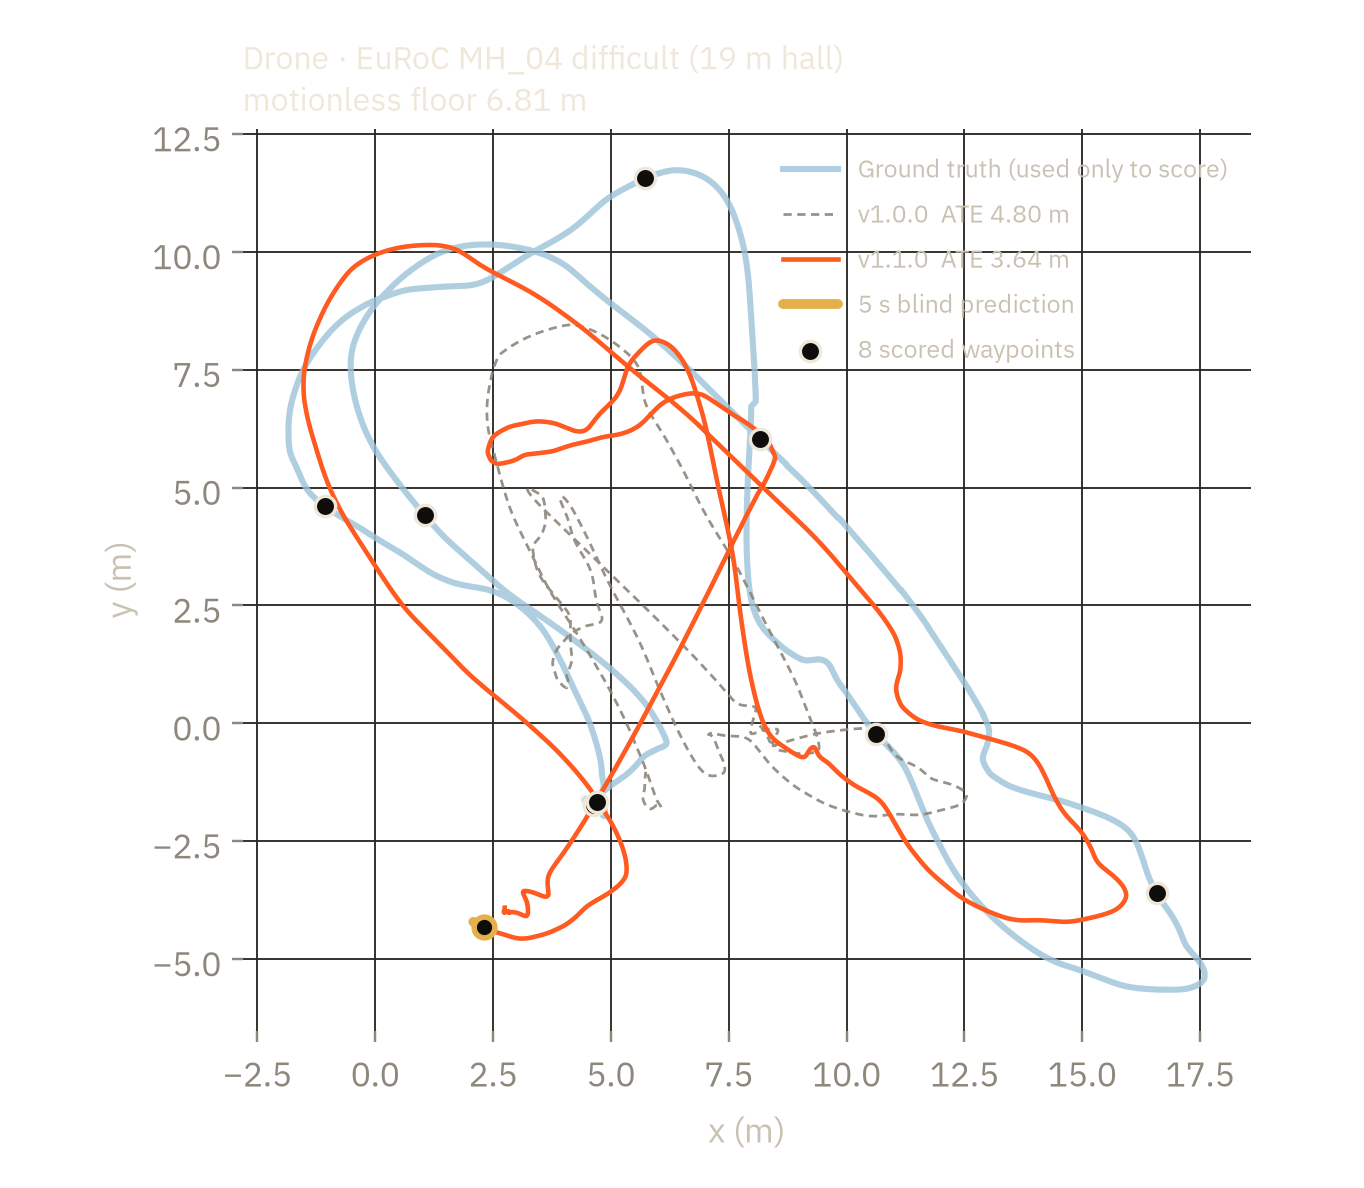 Drone · EuRoC MH_04 difficult (19 m hall)
motionless floor 6.81 m
12.5
10.0
7.5
5.0
2.5
0.0
−2.5
−5.0
y (m)
Ground truth (used only to score)
v1.0.0 ATE 4.80 m
v1.1.0 ATE 3.64 m
5 s blind prediction
8 scored waypoints
−2.5 0.0 2.5 5.0 7.5 10.0 12.5 15.0 17.5
x (m)